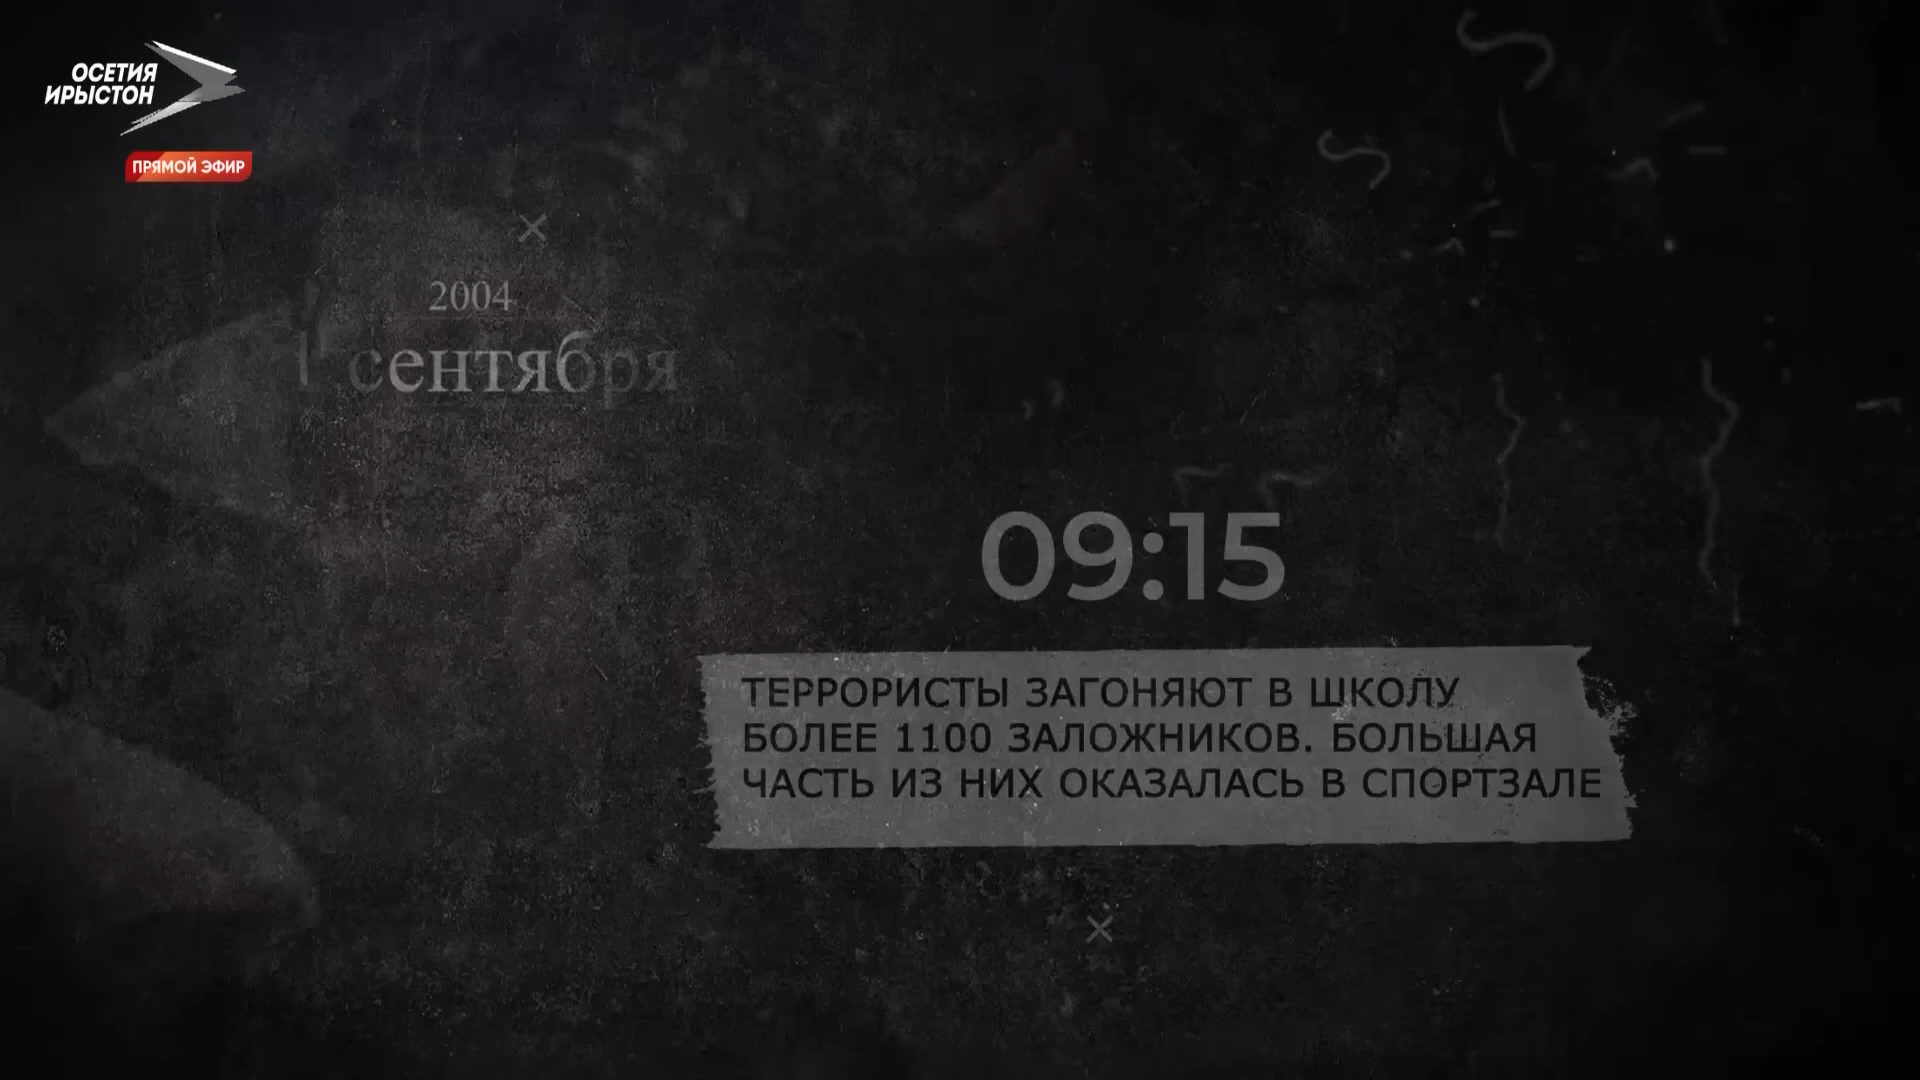 ОСЕТИЯ
ИРЫСТОН
ПРЯМОЙ ЭФИР
2004
1 сентября
09:15
ТЕРРОРИСТЫ ЗАГОНЯЮТ В ШКОЛУ
БОЛЕЕ 1100 ЗАЛОЖНИКОВ. БОЛЬШАЯ
ЧАСТЬ ИЗ НИХ ОКАЗАЛАСЬ В СПОРТЗАЛЕ